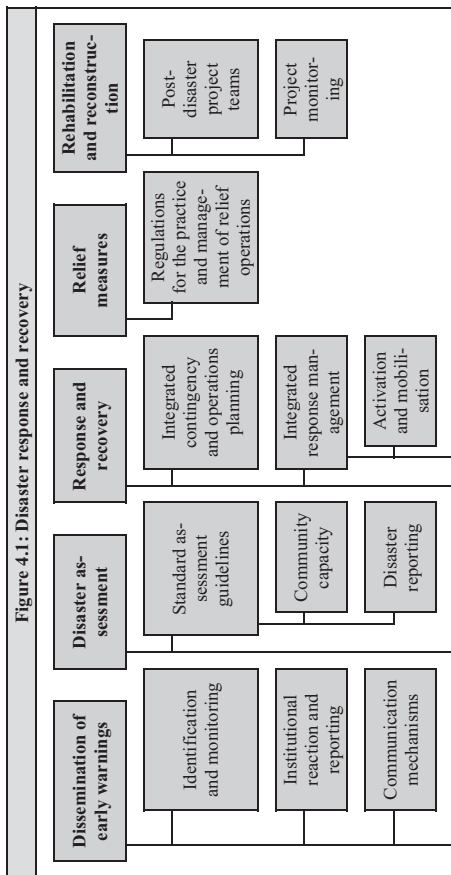 Figure 4.1: Disaster response and recovery
Dissemination of
early warnings
Identification
and monitoring
Institutional
reaction and
reporting
Communication
mechanisms
Disaster as-
sessment
Standard as-
sessment
guidelines
Community
capacity
Disaster
reporting
Response and
recovery
Integrated
contingency
and operations
planning
Integrated
response man-
agement
Activation
and mobili-
sation
Relief
measures
Regulations
for the practice
and manage-
ment of relief
operations
Rehabilitation
and reconstruc-
tion
Post-
disaster
project
teams
Project
monitor-
ing